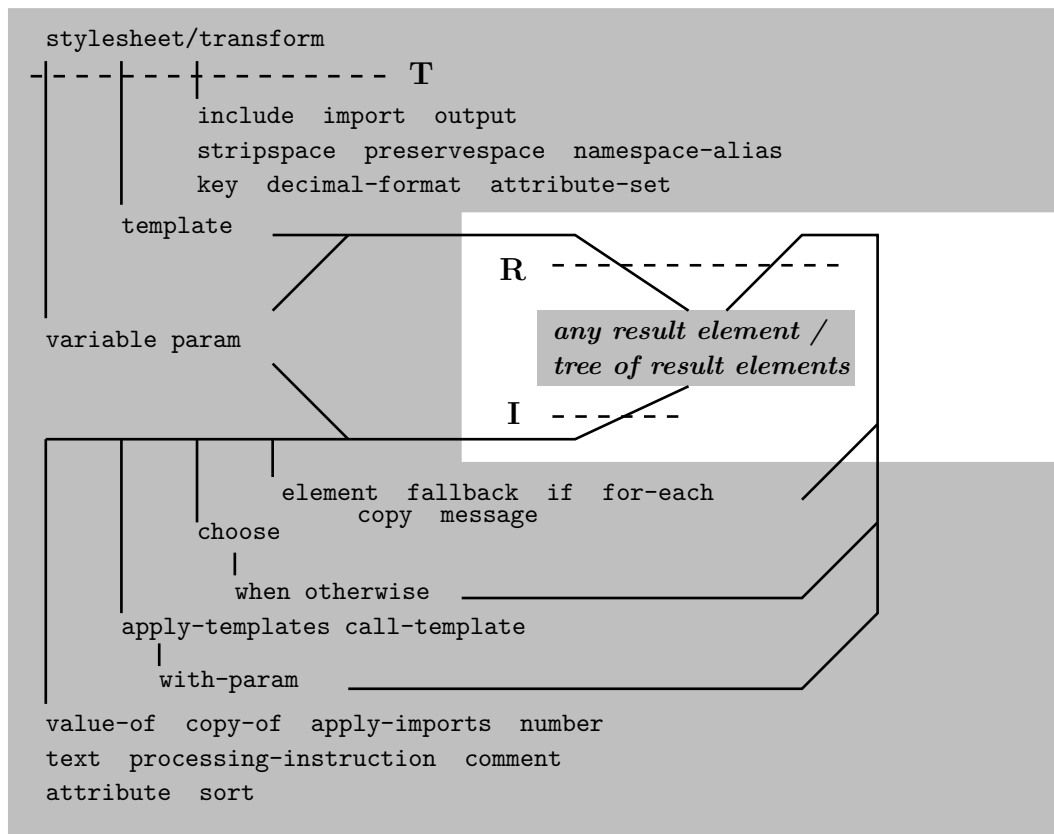 stylesheet/transform
T
include import output
stripspace preservespace namespace-alias
key decimal-format attribute-set
template
R
any result element /
variable param
tree of result elements
I
element fallback if for-each
copy message
choose
when otherwise
apply-templates call-template
with-param
value-of copy-of apply-imports number
text processing-instruction comment
attribute sort